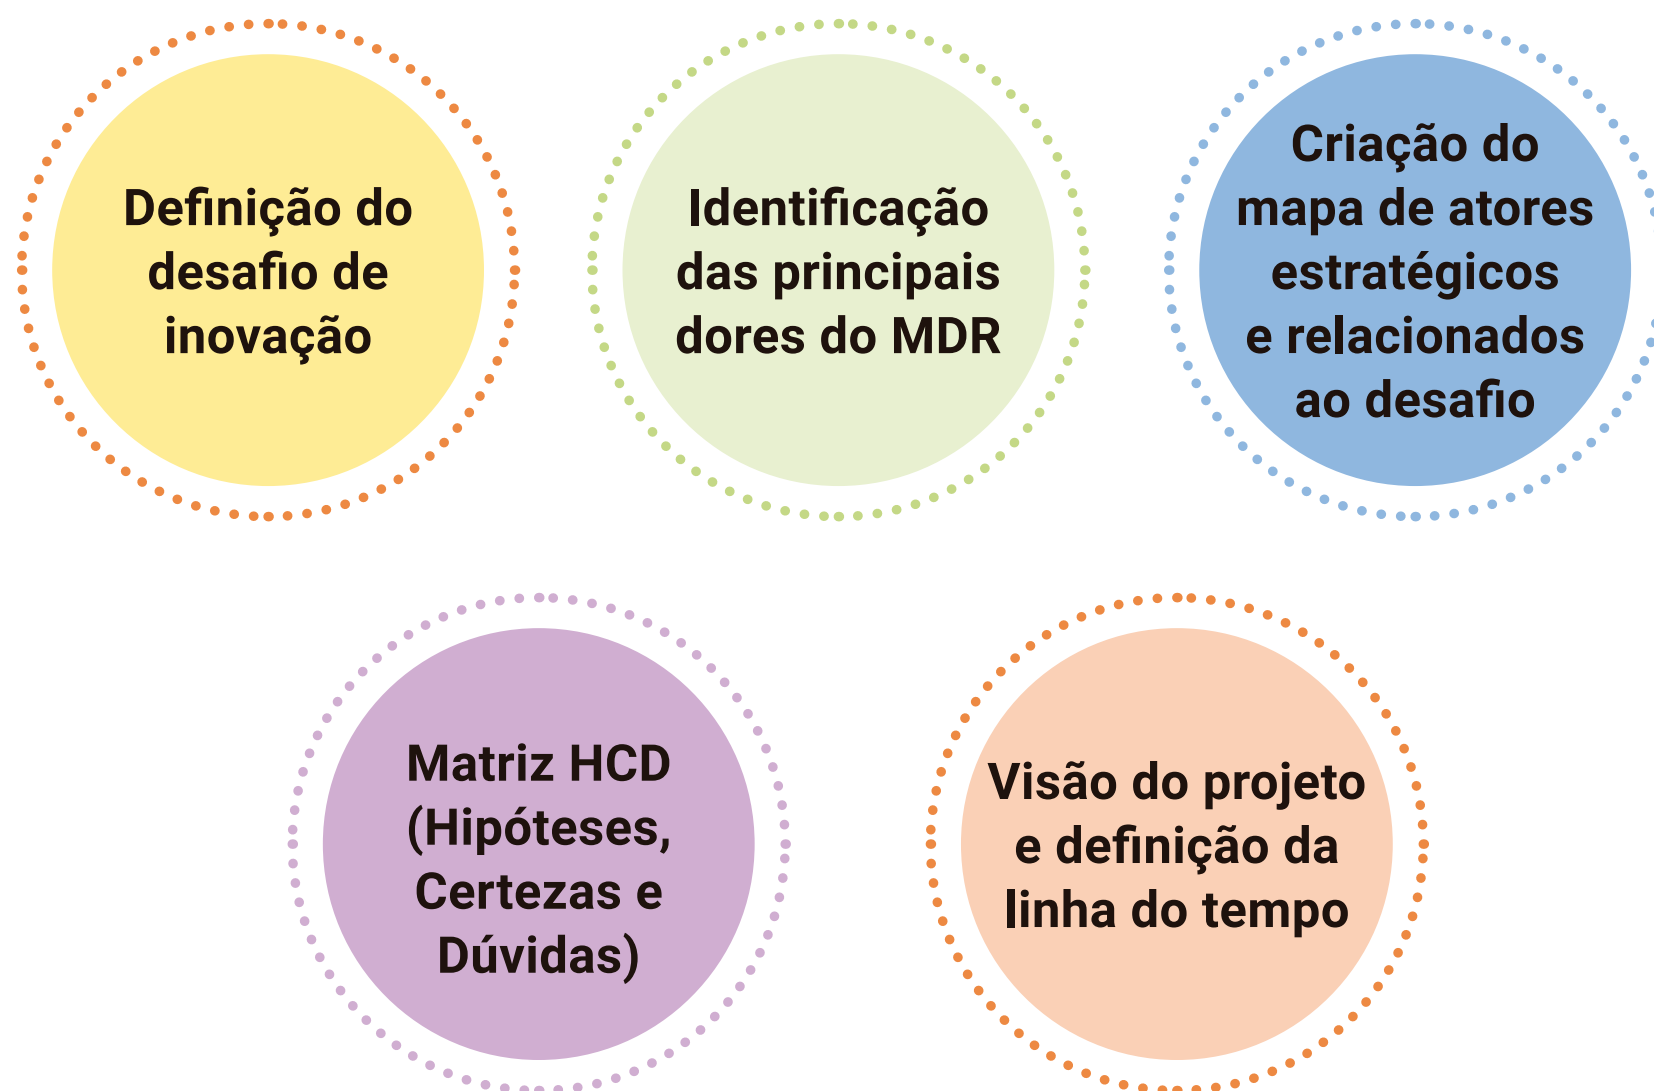 Definição do
desafio de
inovação
Identificação
das principais
dores do MDR
Criação do
mapa de atores
estratégicos
e relacionados
ao desafio
Matriz HCD
(Hipóteses,
Certezas e
Dúvidas)
Visão do projeto
e definição da
linha do tempo